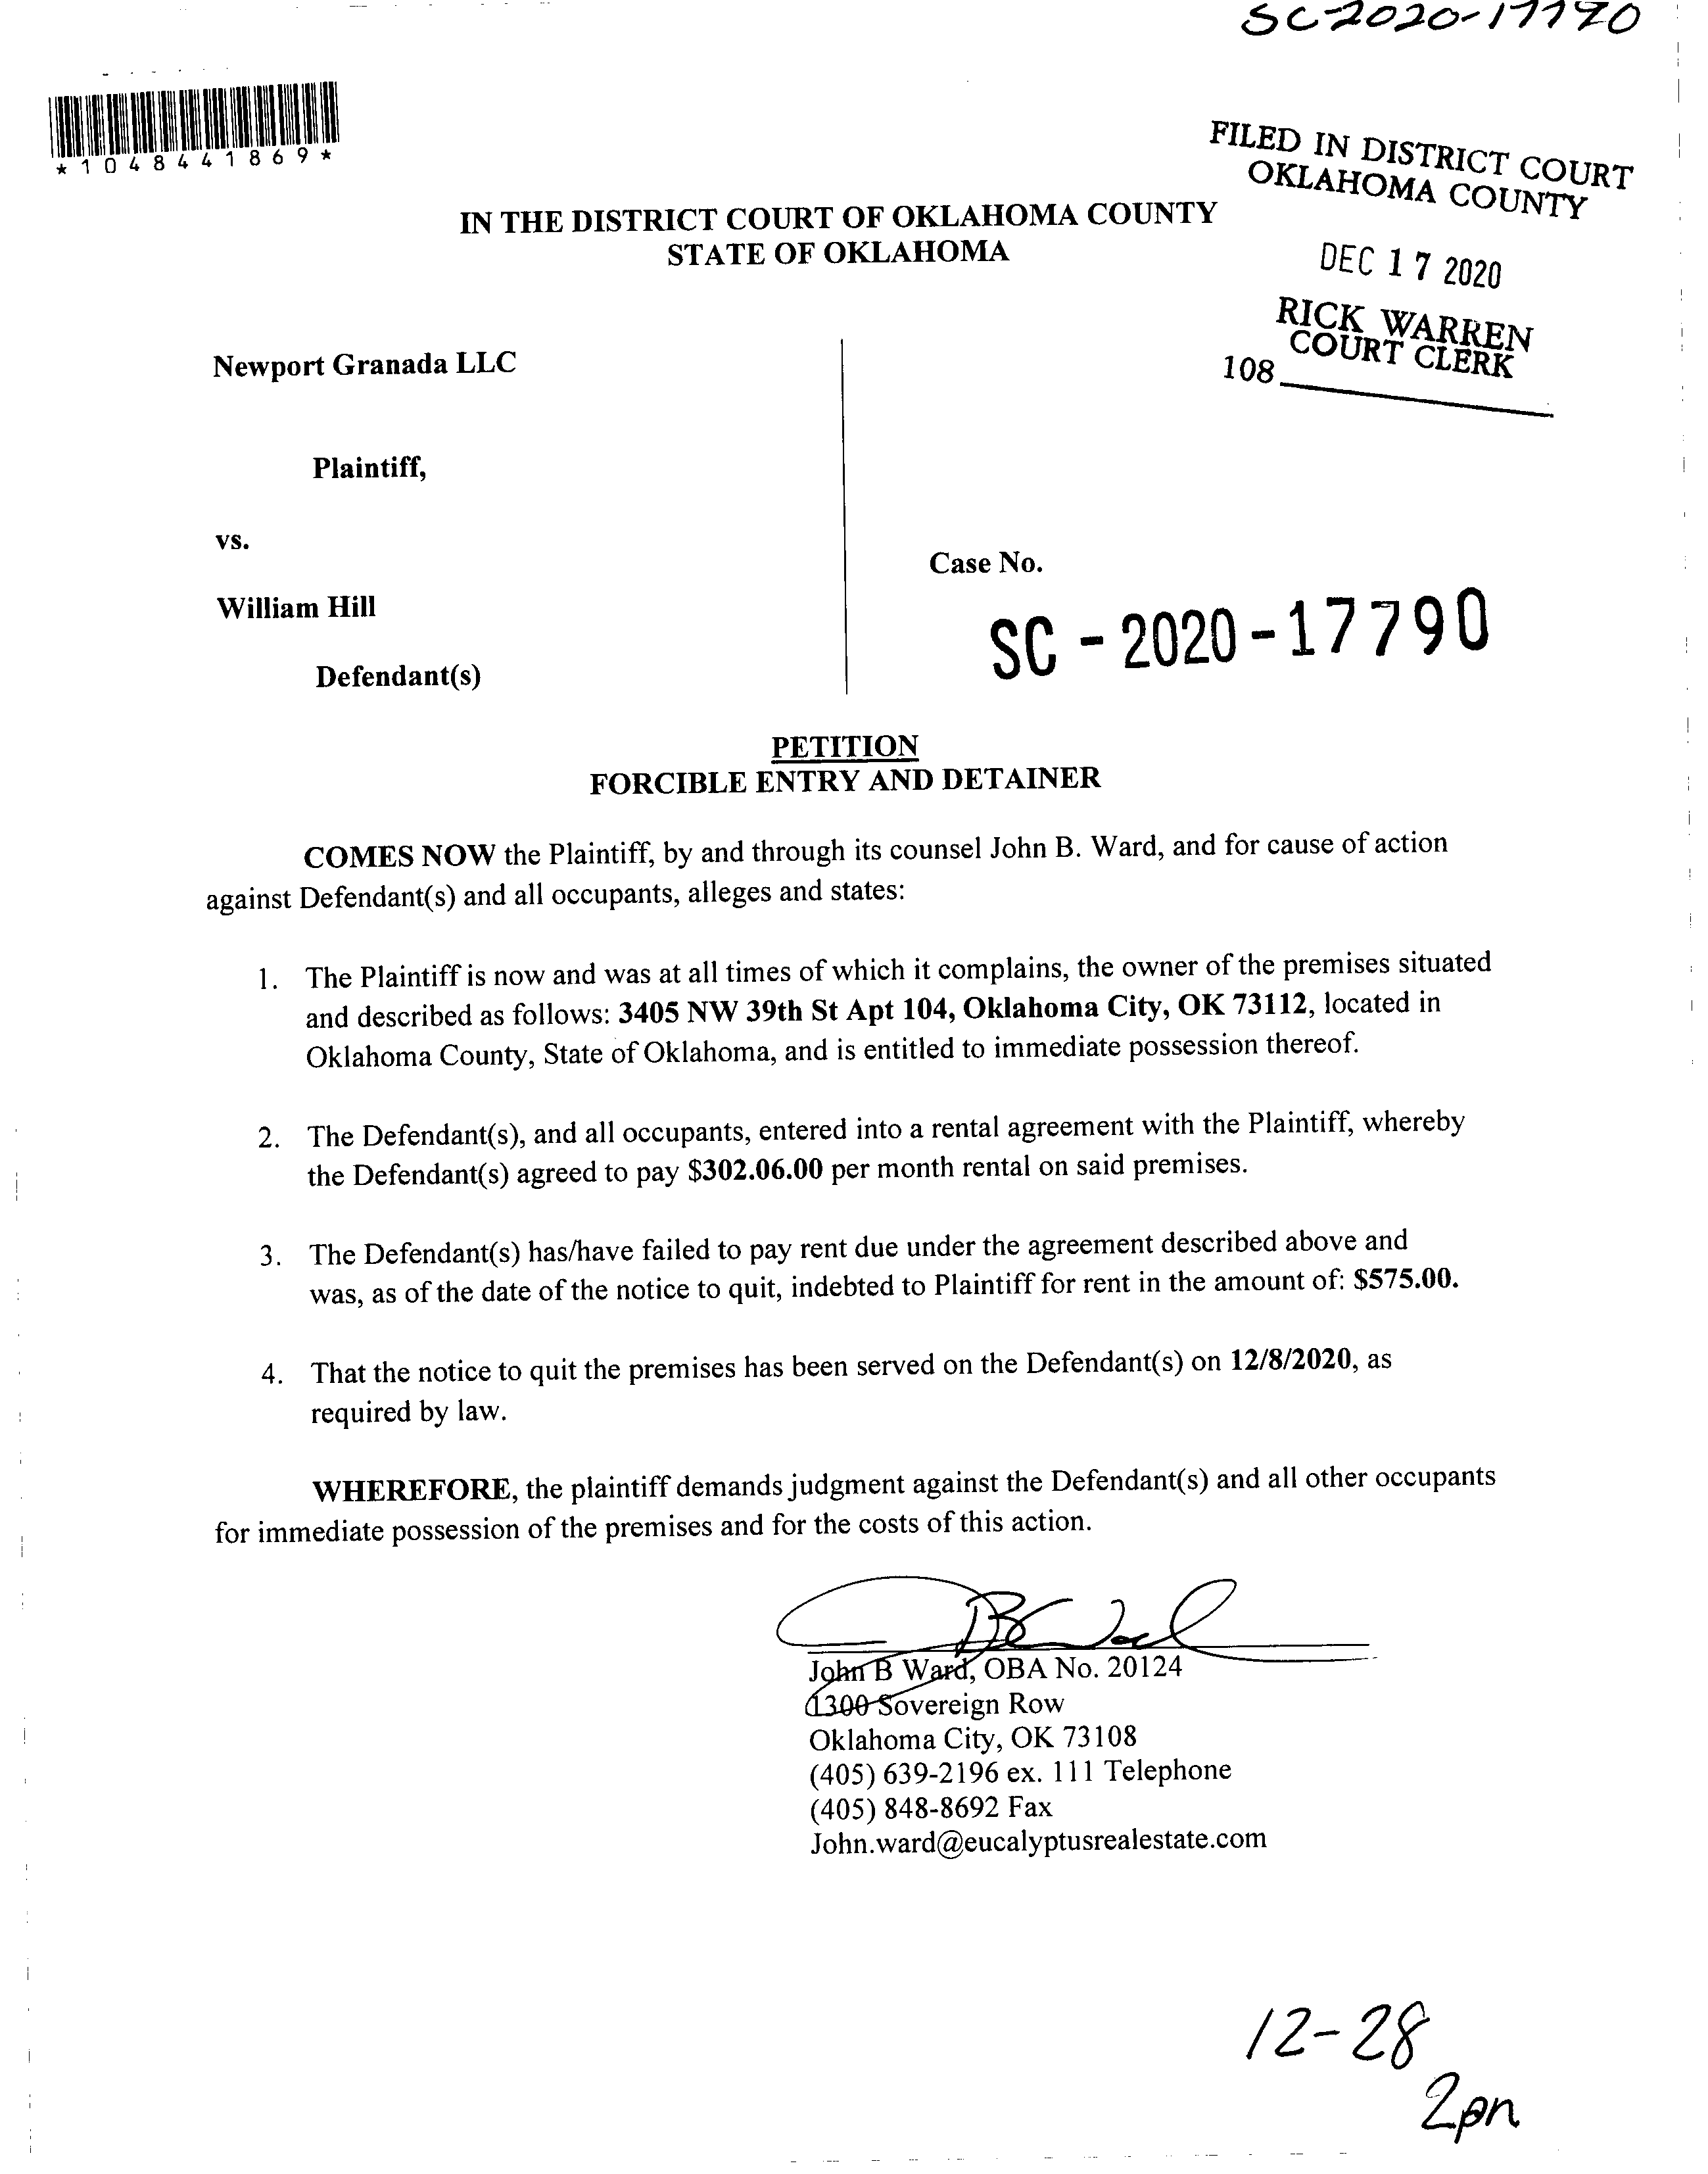 SC-2020-17790
*1048441869*
FILED IN DISTRICT COURT
OKLAHOMA COUNTY
IN THE DISTRICT COURT OF OKLAHOMA COUNTY
STATE OF OKLAHOMA
DEC 17 2020
RICK WARREN
COURT CLERK
108
Newport Granada LLC
Plaintiff,
vs.
Case No.
William Hill
SC - 2020 - 17790
Defendant(s)
PETITION
FORCIBLE ENTRY AND DETAINER
COMES NOW the Plaintiff, by and through its counsel John B. Ward, and for cause of action
against Defendant(s) and all occupants, alleges and states:
1. The Plaintiff is now and was at all times of which it complains, the owner of the premises situated
and described as follows: 3405 NW 39th St Apt 104, Oklahoma City, OK 73112, located in
Oklahoma County, State of Oklahoma, and is entitled to immediate possession thereof.
2. The Defendant(s), and all occupants, entered into a rental agreement with the Plaintiff, whereby
the Defendant(s) agreed to pay $302.06.00 per month rental on said premises.
3. The Defendant(s) has/have failed to pay rent due under the agreement described above and
was, as of the date of the notice to quit, indebted to Plaintiff for rent in the amount of: $575.00.
4. That the notice to quit the premises has been served on the Defendant(s) on 12/8/2020, as
required by law.
WHEREFORE, the plaintiff demands judgment against the Defendant(s) and all other occupants
for immediate possession of the premises and for the costs of this action.
John B Ward, OBA No. 20124
1300 Sovereign Row
Oklahoma City, OK 73108
(405) 639-2196 ex. 111 Telephone
(405) 848-8692 Fax
John.ward@eucalyptusrealestate.com
12-28
2pm